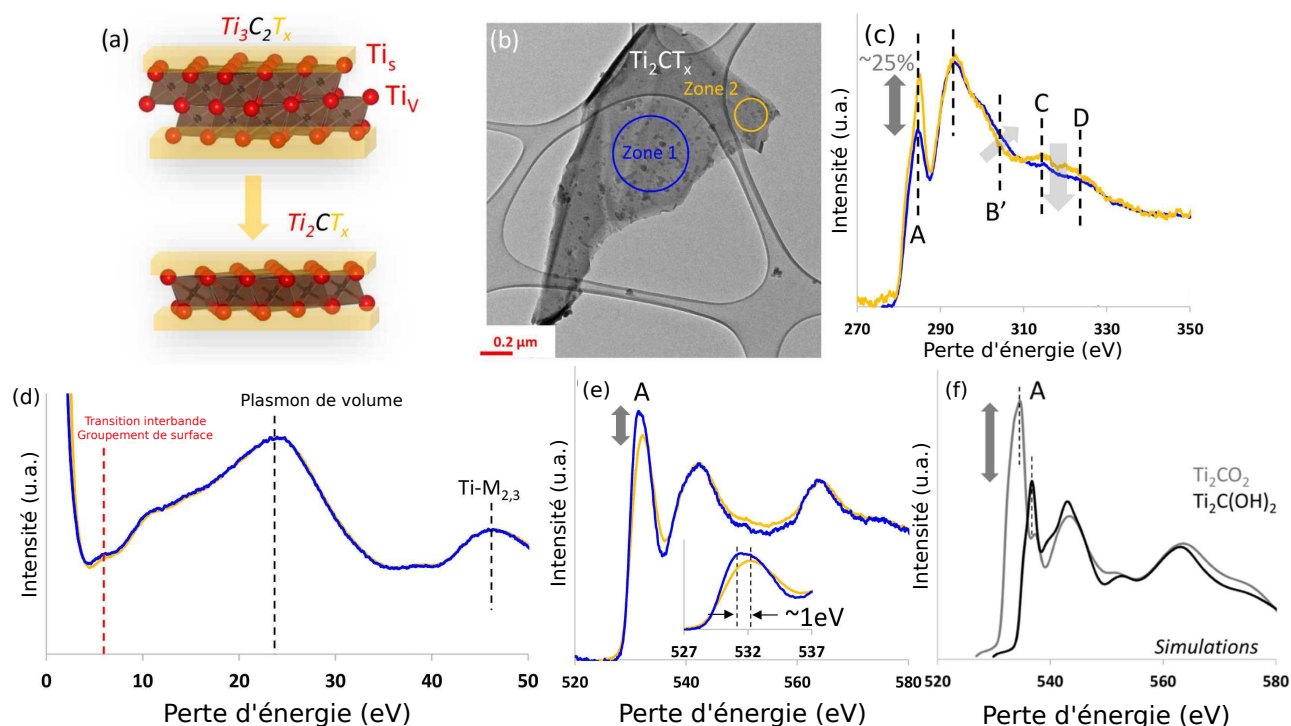 (a)
Ti3C2Tx
Tis
TiV
Ti2CTx
(b)
Ti2CTx
Zone 2
Zone 1
0.2 µm
(c)
~25%
A
B’
C
D
Intensité (u.a.)
270 290 310 330 350
Perte d'énergie (eV)
(d)
Transition interbande
Groupement de surface
Plasmon de volume
Ti-M2,3
Intensité (u.a.)
0 10 20 30 40 50
Perte d'énergie (eV)
(e)
A
~1eV
527 532 537
Intensité (u.a.)
520 540 560 580
Perte d'énergie (eV)
(f)
A
Ti2CO2
Ti2C(OH)2
Simulations
Intensité (u.a.)
520 540 560 580
Perte d'énergie (eV)